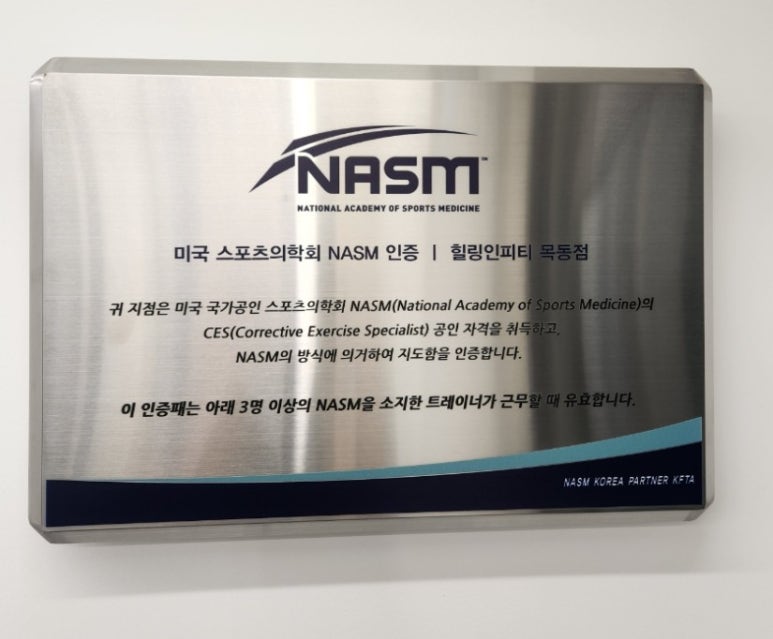 NASM™
NATIONAL ACADEMY OF SPORTS MEDICINE
미국 스포츠의학회 NASM 인증 | 힐링인피티 목동점
귀 지점은 미국 국가공인 스포츠의학회 NASM(National Academy of Sports Medicine)의
CES(Corrective Exercise Specialist) 공인 자격을 취득하고,
NASM의 방식에 의거하여 지도함을 인증합니다.
이 인증패는 아래 3명 이상의 NASM을 소지한 트레이너가 근무할 때 유효합니다.
NASM KOREA PARTNER KFTA